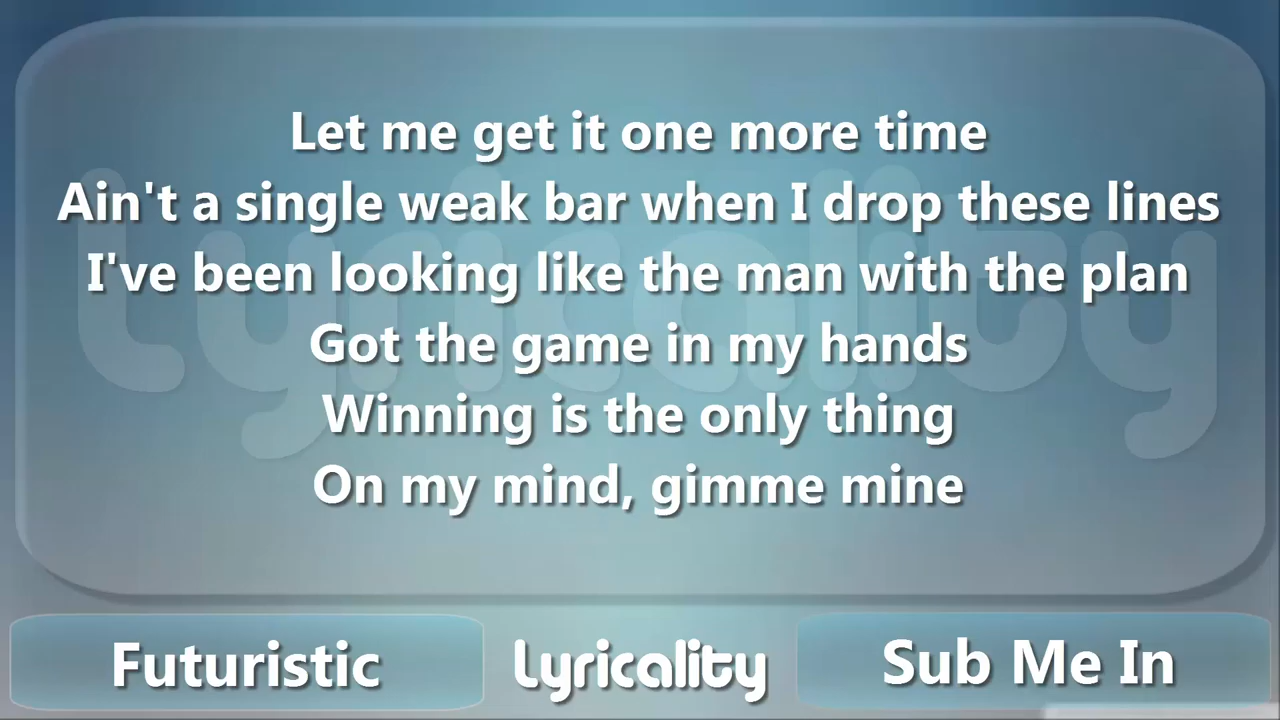 Let me get it one more time
Ain't a single weak bar when I drop these lines
I've been looking like the man with the plan
Got the game in my hands
Winning is the only thing
On my mind, gimme mine
Lyricality
Futuristic
Lyricality
Sub Me In